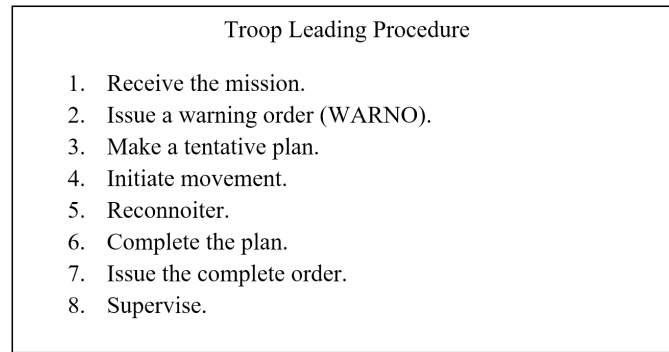 Troop Leading Procedure
1. Receive the mission.
2. Issue a warning order (WARNO).
3. Make a tentative plan.
4. Initiate movement.
5. Reconnoiter.
6. Complete the plan.
7. Issue the complete order.
8. Supervise.